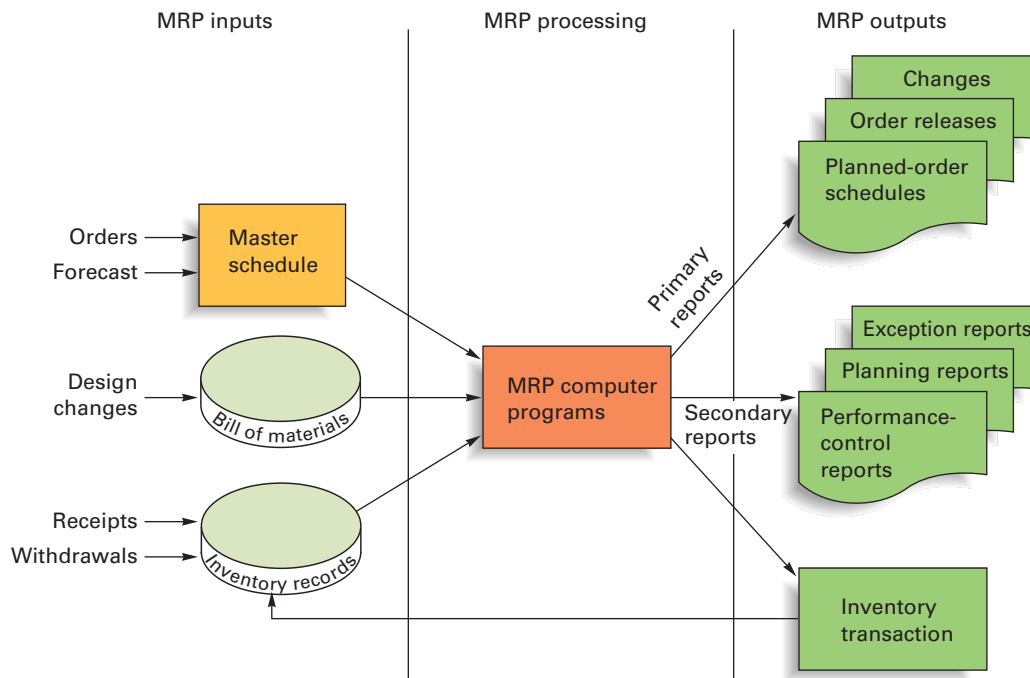 MRP inputs
MRP processing
MRP outputs
Changes
Order releases
Planned-order
schedules
Orders
Forecast
Master
schedule
Primary
reports
Exception reports
Planning reports
Performance-
control
reports
Design
changes
Bill of materials
MRP computer
programs
Secondary
reports
Receipts
Withdrawals
Inventory records
Inventory
transaction